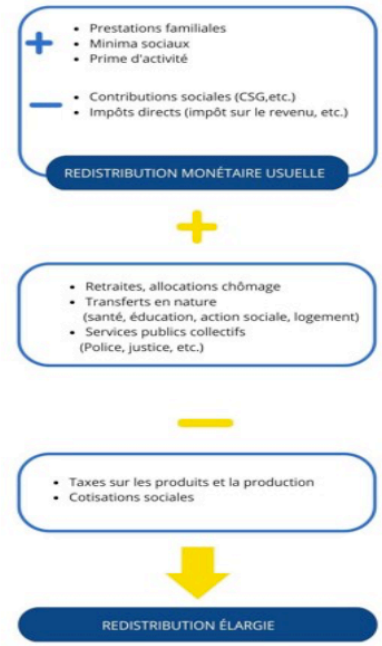 +
• Prestations familiales
• Minima sociaux
• Prime d'activité
—
• Contributions sociales (CSG,etc.)
• Impôts directs (impôt sur le revenu, etc.)
REDISTRIBUTION MONÉTAIRE USUELLE
+
• Retraites, allocations chômage
• Transferts en nature
(santé, éducation, action sociale, logement)
• Services publics collectifs
(Police, justice, etc.)
—
• Taxes sur les produits et la production
• Cotisations sociales
REDISTRIBUTION ÉLARGIE